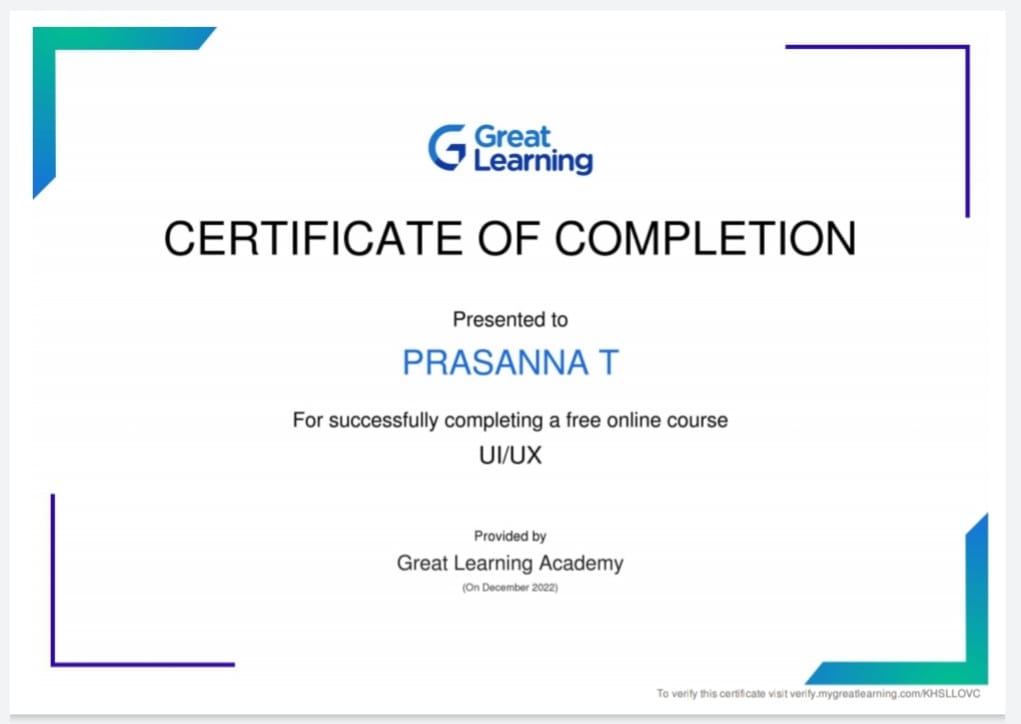 Great
Learning
CERTIFICATE OF COMPLETION
Presented to
PRASANNA T
For successfully completing a free online course
UI/UX
Provided by
Great Learning Academy
(On December 2022)
To verify this certificate visit verify.mygreatlearning.com/KHSLLOVC